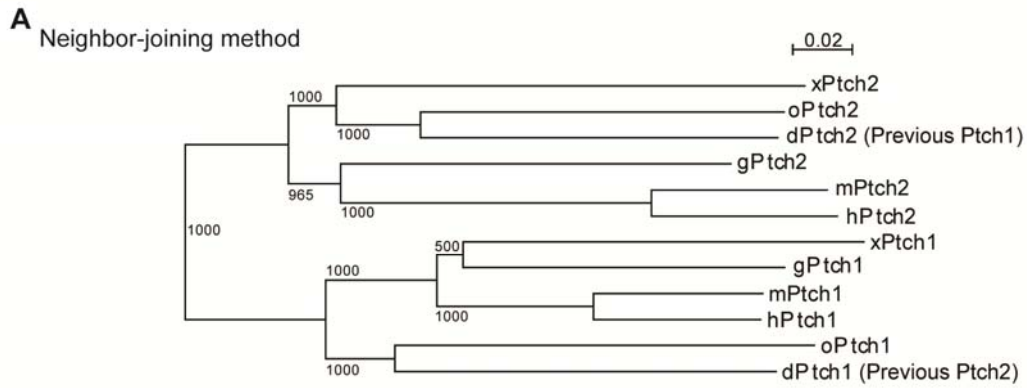 A
Neighbor-joining method
0.02
xPtch2
1000
oPtch2
1000
dPtch2 (Previous Ptch1)
gPtch2
965
mPtch2
1000
hPtch2
1000
xPtch1
500
gPtch1
1000
mPtch1
1000
hPtch1
oPtch1
1000
dPtch1 (Previous Ptch2)